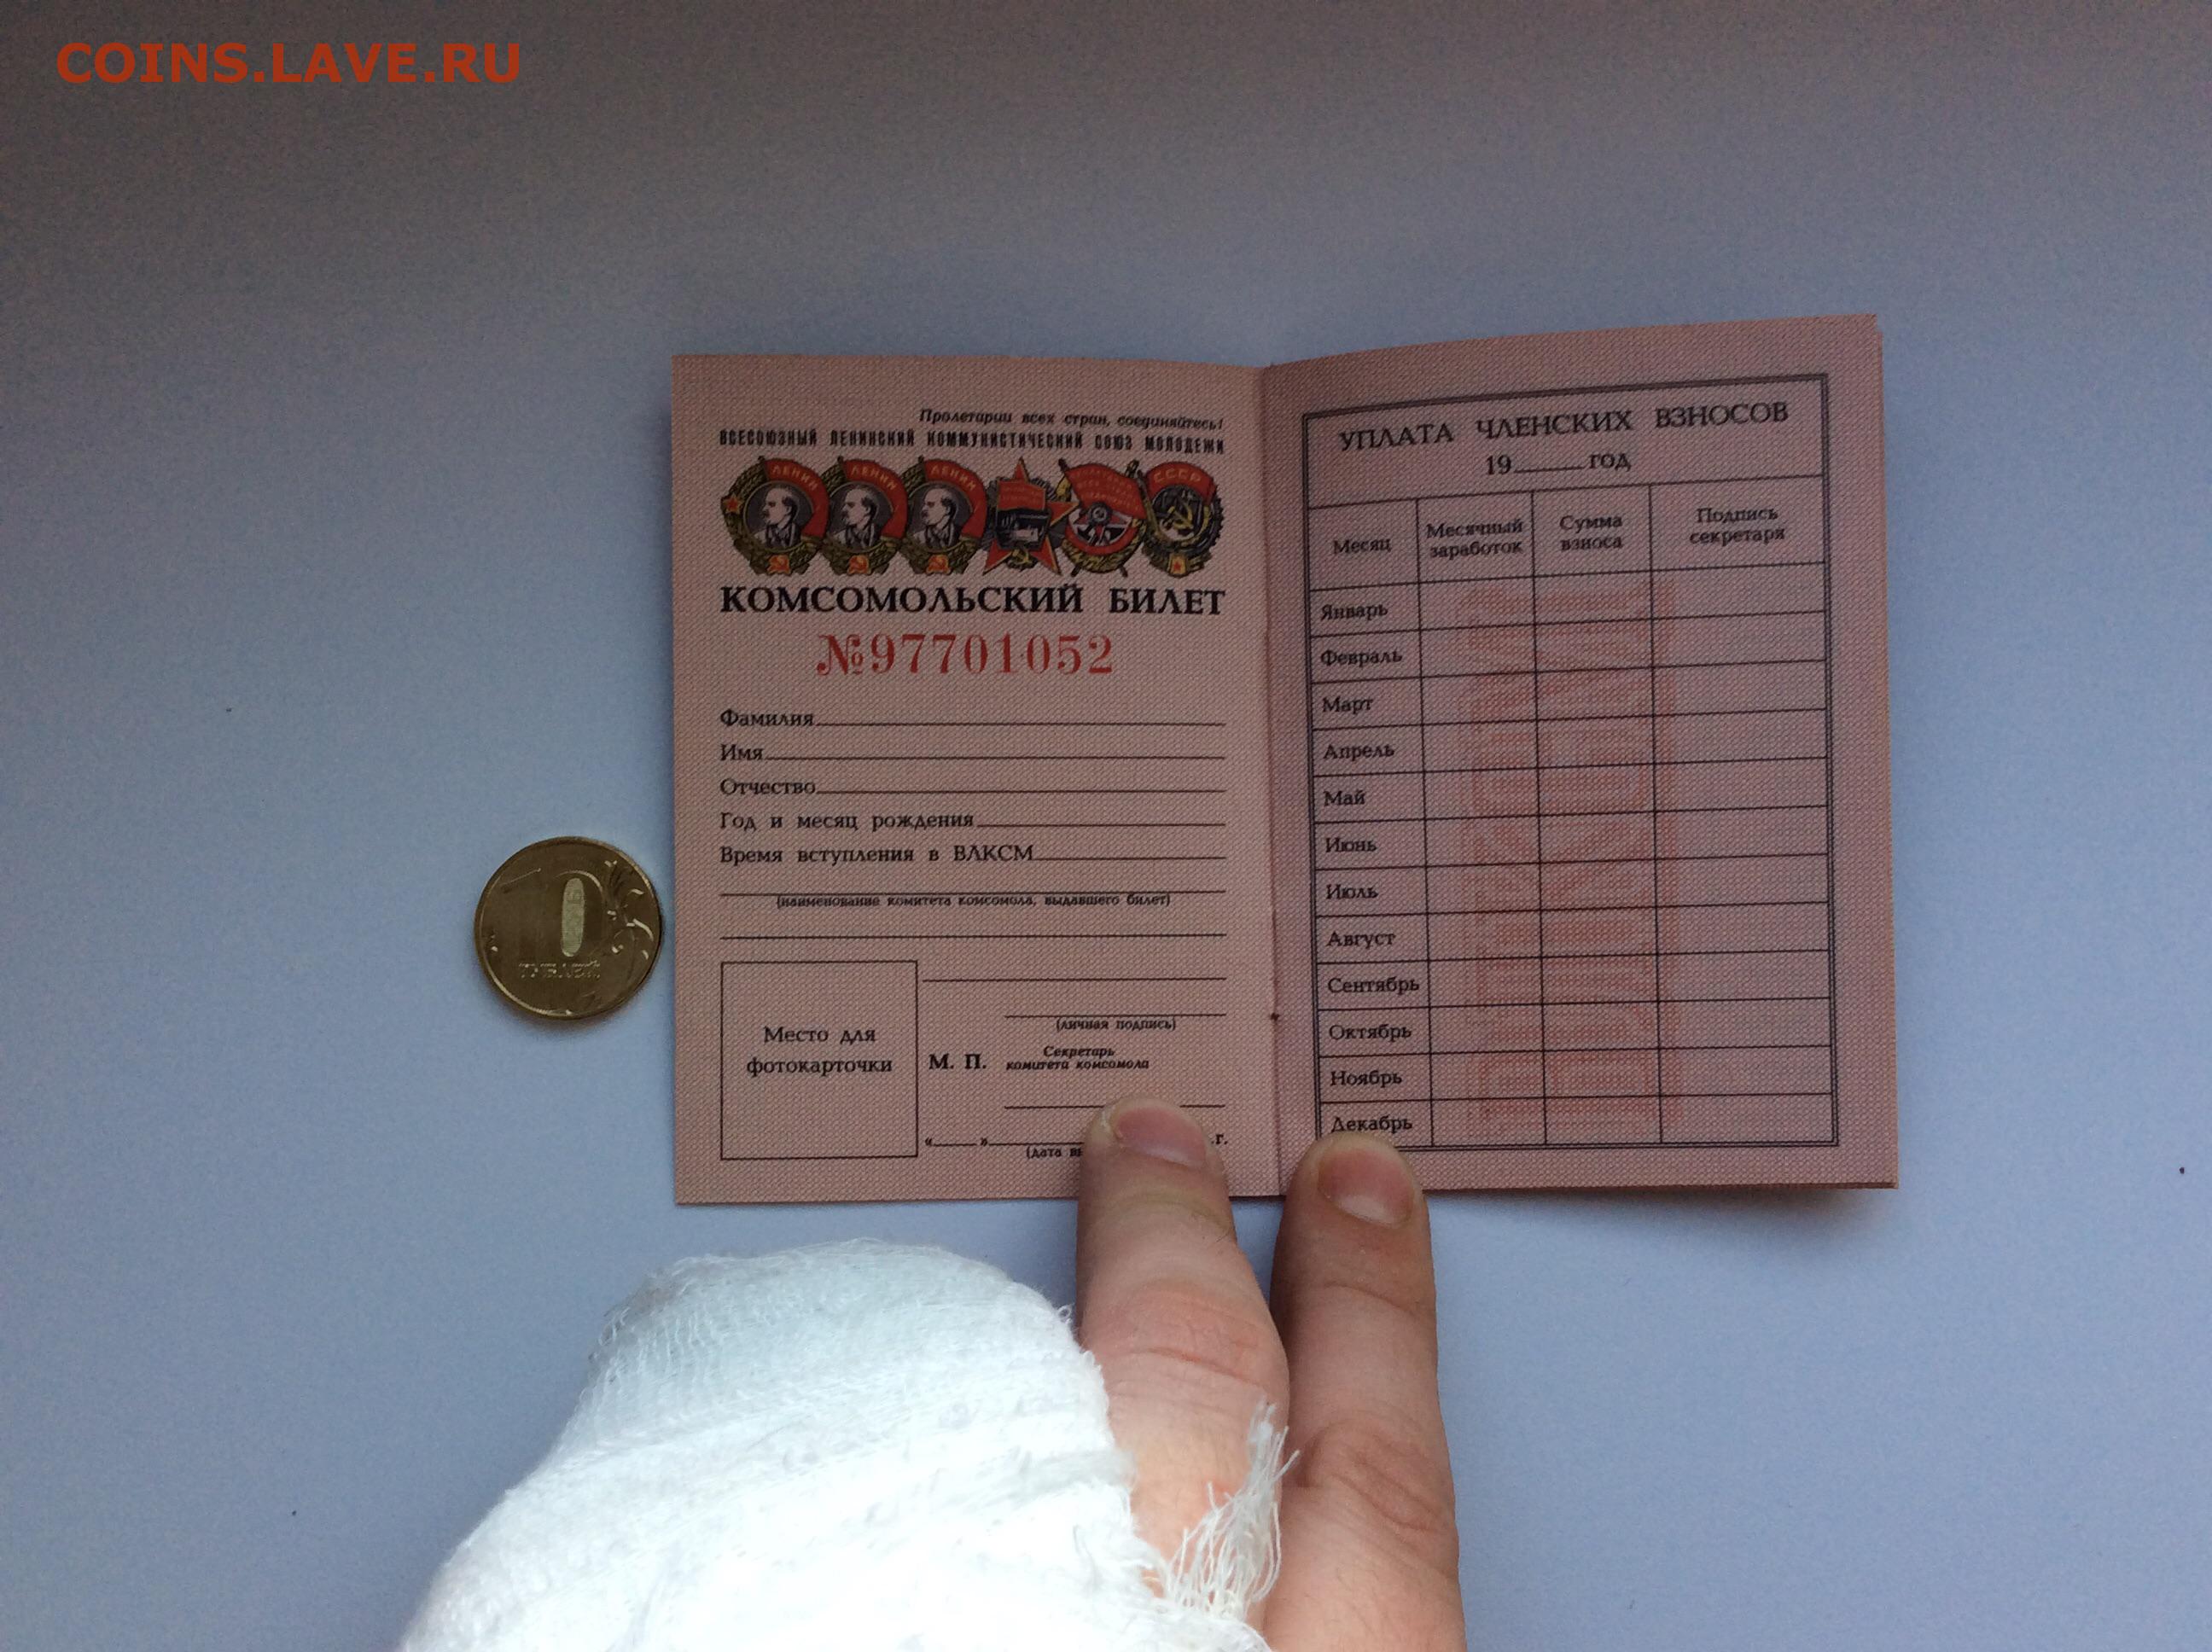 COINS.LAVE.RU
Пролетарии всех стран, соединяйтесь!
ВСЕСОЮЗНЫЙ ЛЕНИНСКИЙ КОММУНИСТИЧЕСКИЙ СОЮЗ МОЛОДЕЖИ
ЛЕНИН ЛЕНИН ЛЕНИН СССР
КОМСОМОЛЬСКИЙ БИЛЕТ
№97701052
Фамилия
Имя
Отчество
Год и месяц рождения
Время вступления в ВЛКСМ
(наименование комитета комсомола, выдавшего билет)
Место для
фотокарточки
(личная подпись)
М. П.
Секретарь
комитета комсомола
« » г.
(дата
УПЛАТА ЧЛЕНСКИХ ВЗНОСОВ
19 год
Месяц
Месячный
заработок
Сумма
взноса
Подпись
секретаря
Январь
Февраль
Март
Апрель
Май
Июнь
Июль
Август
Сентябрь
Октябрь
Ноябрь
Декабрь
ВЛКСМ
10
РУБЛЕЙ